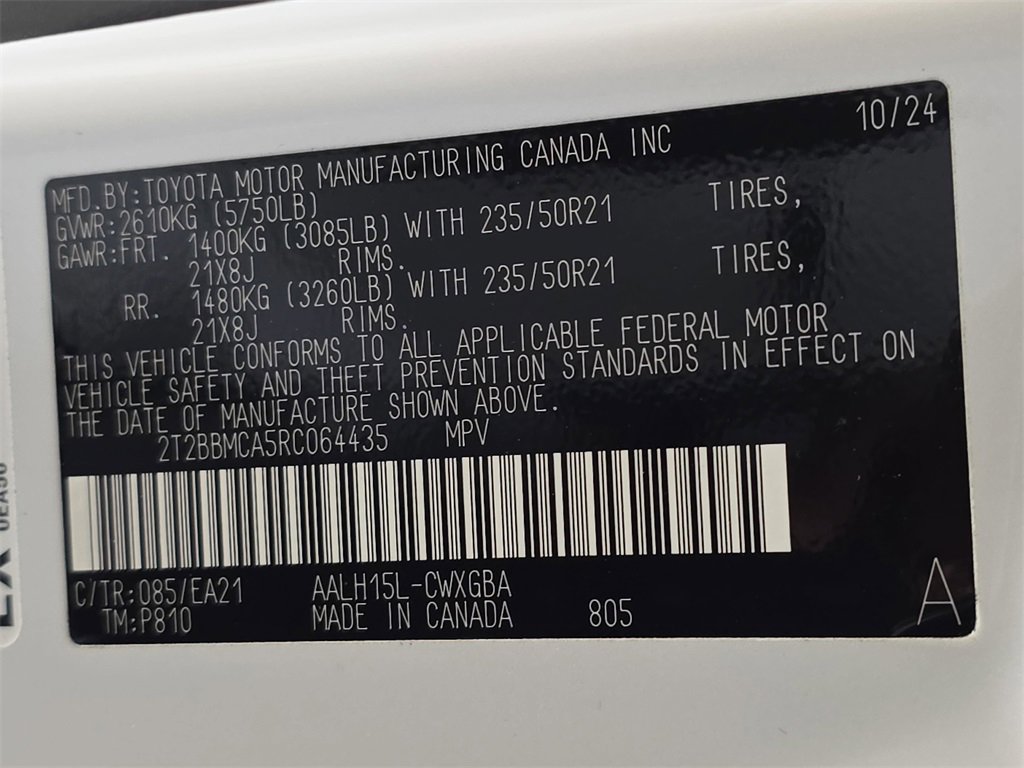 10/24
MFD.BY:TOYOTA MOTOR MANUFACTURING CANADA INC
GVWR:2610KG (5750LB)
GAWR:FRT. 1400KG (3085LB) WITH 235/50R21 TIRES,
21X8J RIMS.
RR. 1480KG (3260LB) WITH 235/50R21 TIRES,
21X8J RIMS.
THIS VEHICLE CONFORMS TO ALL APPLICABLE FEDERAL MOTOR
VEHICLE SAFETY AND THEFT PREVENTION STANDARDS IN EFFECT ON
THE DATE OF MANUFACTURE SHOWN ABOVE.
2T2BBMCA5RC064435 MPV
C/TR:085/EA21 AALH15L-CWXGBA
TM:P810 MADE IN CANADA 805
A